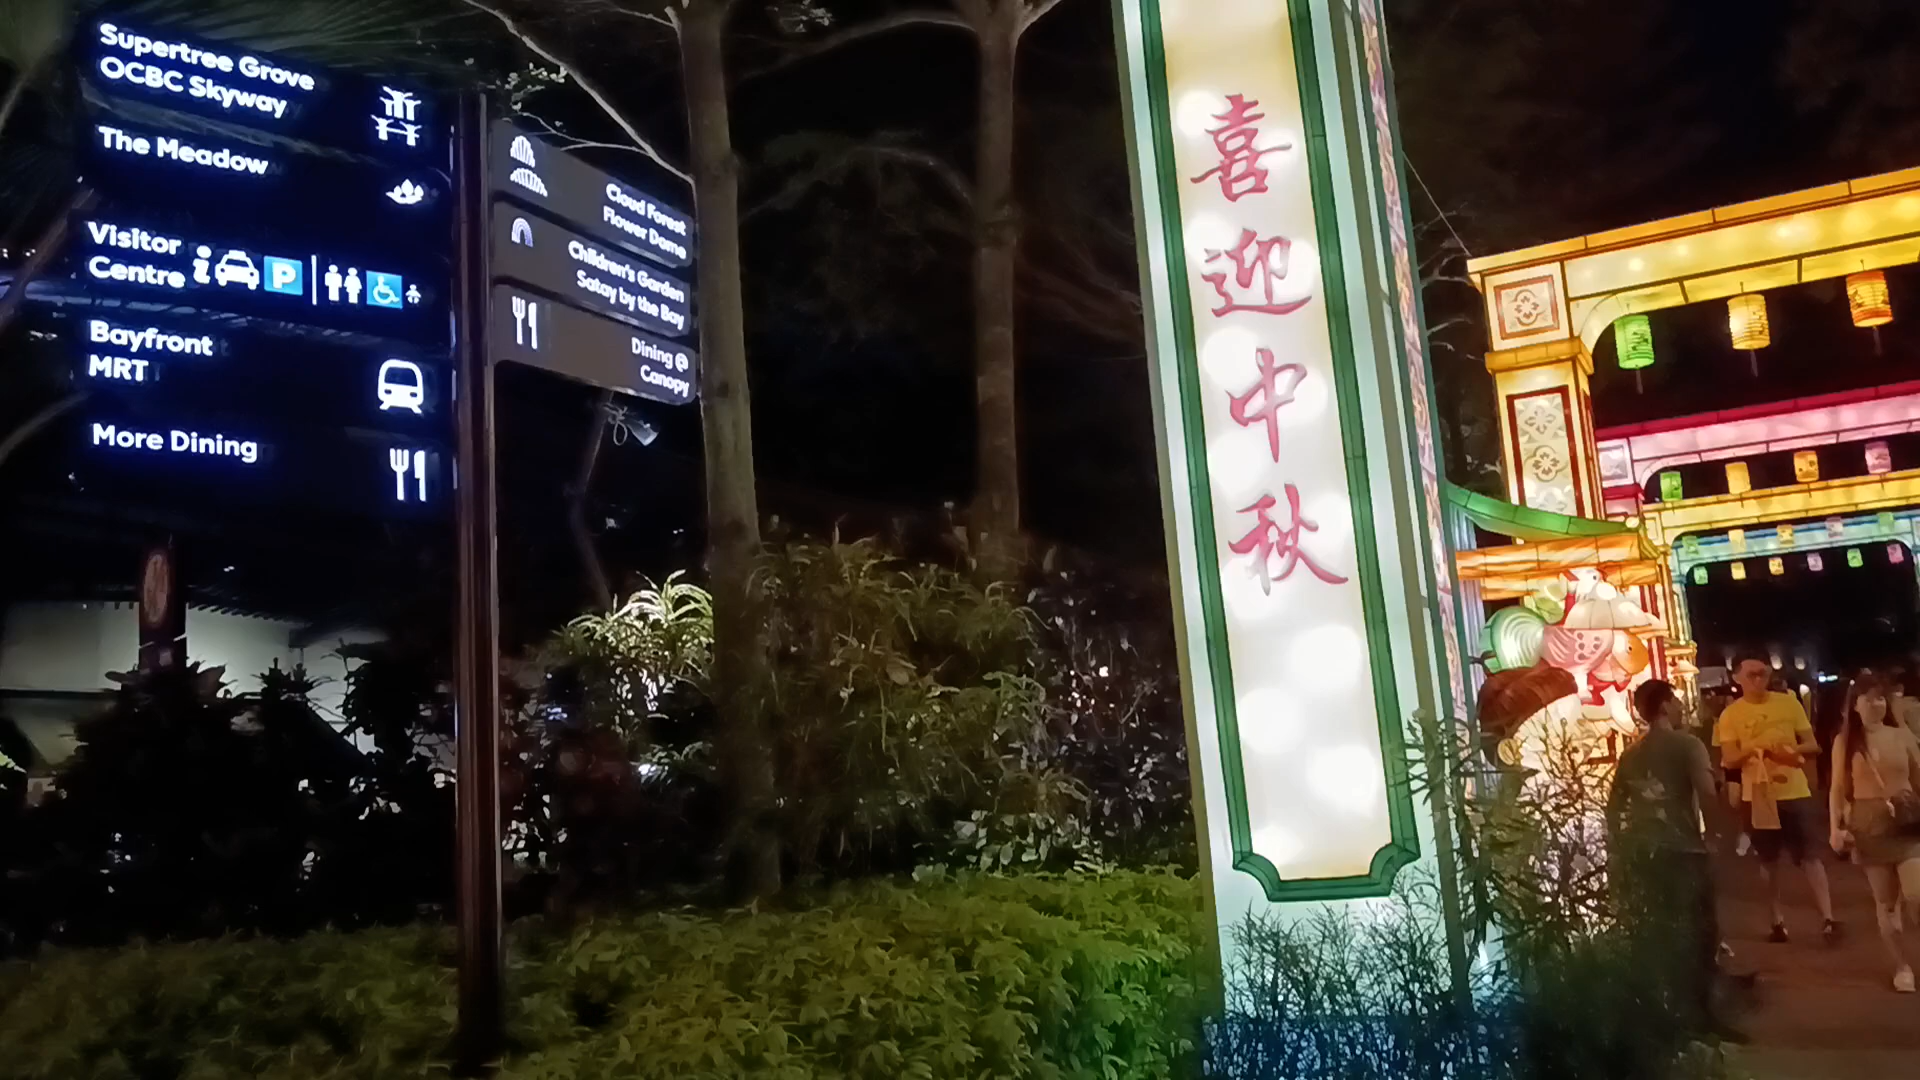 Supertree Grove
OCBC Skyway
The Meadow
Visitor
Centre
P
Bayfront
MRT
More Dining
Cloud Forest
Flower Dome
Children's Garden
Satay by the Bay
Dining @
Canopy
喜迎中秋